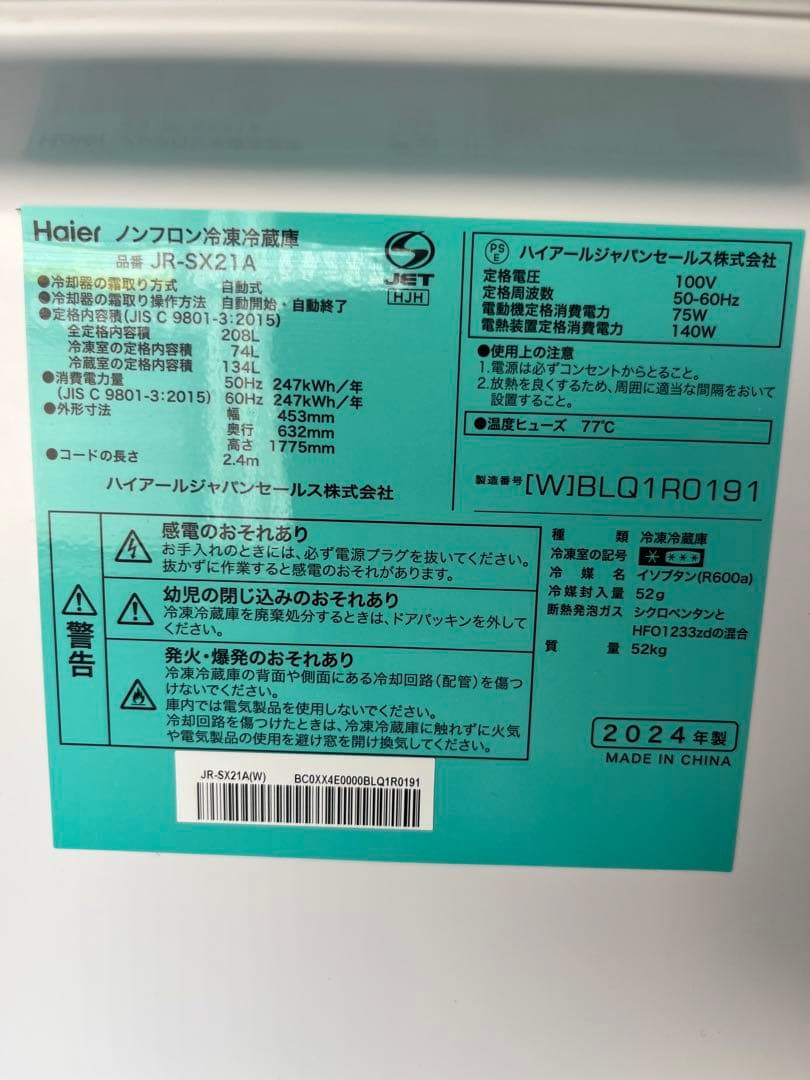 Haier ノンフロン冷凍冷蔵庫
品番 JR-SX21A
●冷却器の霜取り方式 自動式
●冷却器の霜取り操作方法 自動開始・自動終了
●定格内容積(JIS C 9801-3:2015)
全定格内容積 208L
冷凍室の定格内容積 74L
冷蔵室の定格内容積 134L
●消費電力量 50Hz 247kWh/年
(JIS C 9801-3:2015) 60Hz 247kWh/年
●外形寸法 幅 453mm
奥行 632mm
高さ 1775mm
●コードの長さ 2.4m
ハイアールジャパンセールス株式会社
JET
HJH
PS
E
ハイアールジャパンセールス株式会社
定格電圧 100V
定格周波数 50-60Hz
電動機定格消費電力 75W
電熱装置定格消費電力 140W
●使用上の注意
1.電源は必ずコンセントからとること。
2.放熱を良くするため、周囲に適当な間隔をおいて
設置すること。
●温度ヒューズ 77℃
製造番号 [W]BLQ1R0191
警告
感電のおそれあり
お手入れのときには、必ず電源プラグを抜いてください。
抜かずに作業すると感電のおそれがあります。
幼児の閉じ込みのおそれあり
冷凍冷蔵庫を廃棄処分するときは、ドアパッキンを外して
ください。
発火・爆発のおそれあり
冷凍冷蔵庫の背面や側面にある冷却回路(配管)を傷つ
けないでください。
庫内では電気製品を使用しないでください。
冷却回路を傷つけたときは、冷凍冷蔵庫に触れずに火気
や電気製品の使用を避け窓を開け換気してください。
種類 冷凍冷蔵庫
冷凍室の記号
冷媒名 イソブタン(R600a)
冷媒封入量 52g
断熱発泡ガス シクロペンタンと
HFO1233zdの混合
質量 52kg
2024年製
MADE IN CHINA
JR-SX21A(W) BC0XX4E0000BLQ1R0191